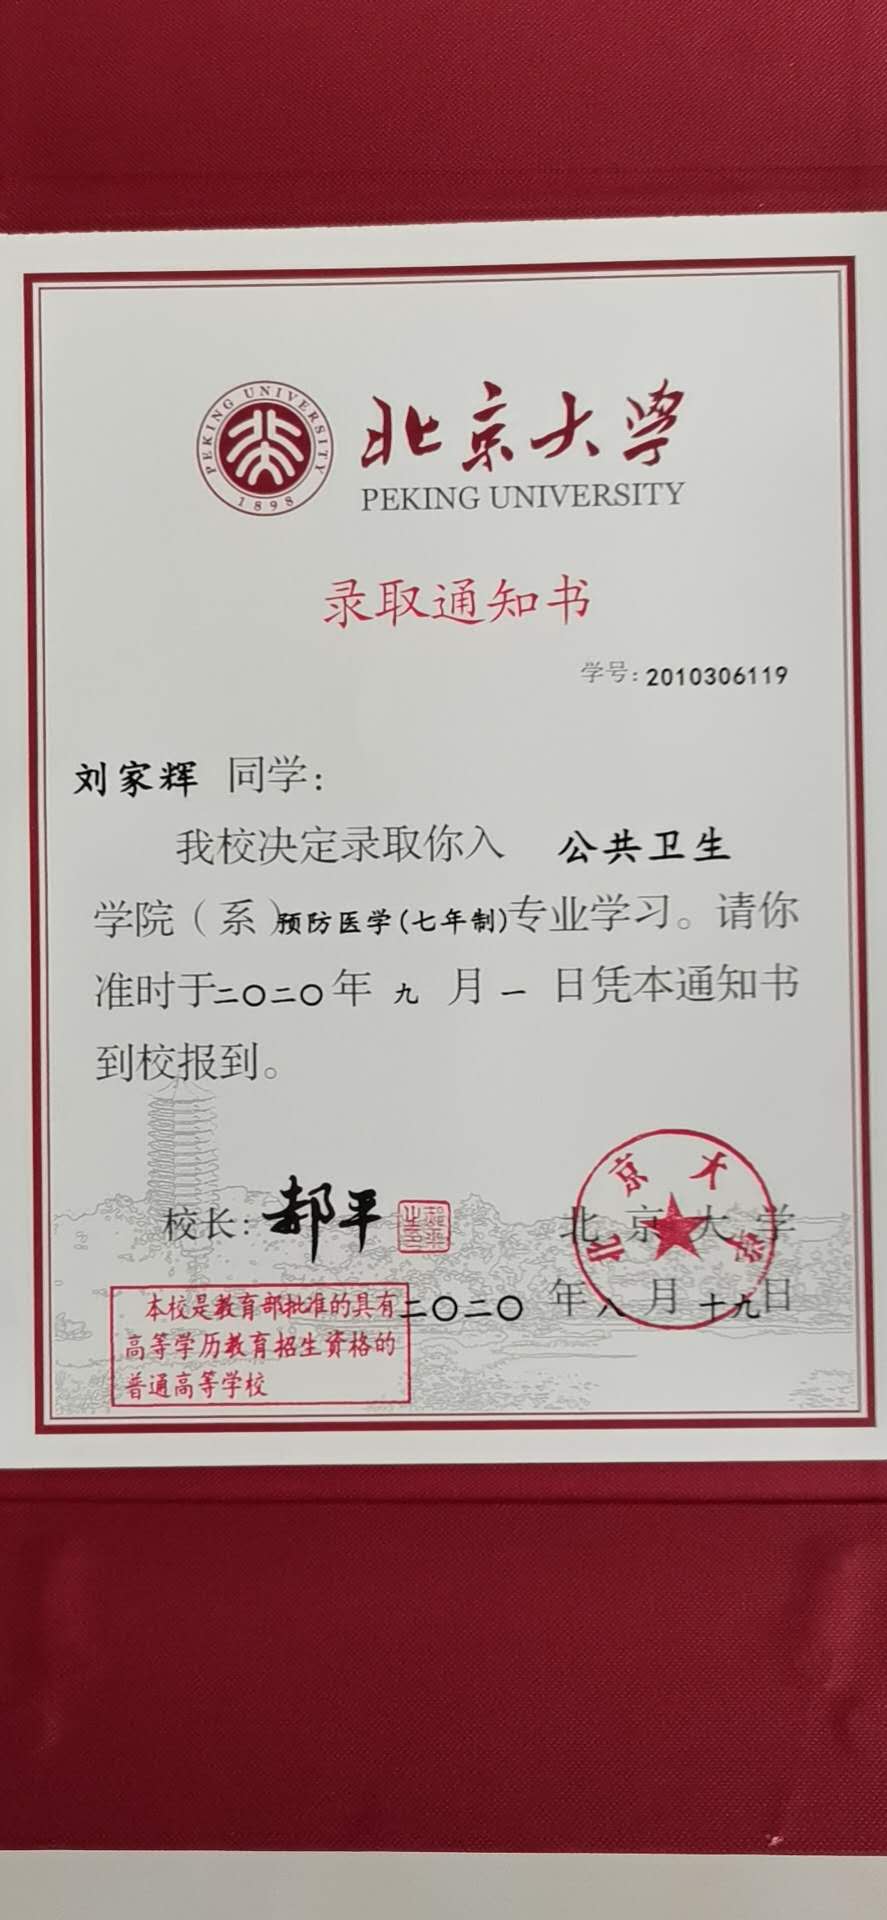 PEKING UNIVERSITY
1898
北京大学
PEKING UNIVERSITY
录取通知书
学号:2010306119
刘家辉 同学:
我校决定录取你入 公共卫生
学院（系）预防医学(七年制)专业学习。请你
准时于二〇二〇年 九 月 一 日凭本通知书
到校报到。
校长: 郝平
北京大学
北京大学
二〇二〇 年 八 月 十九日
本校是教育部批准的具有
高等学历教育招生资格的
普通高等学校